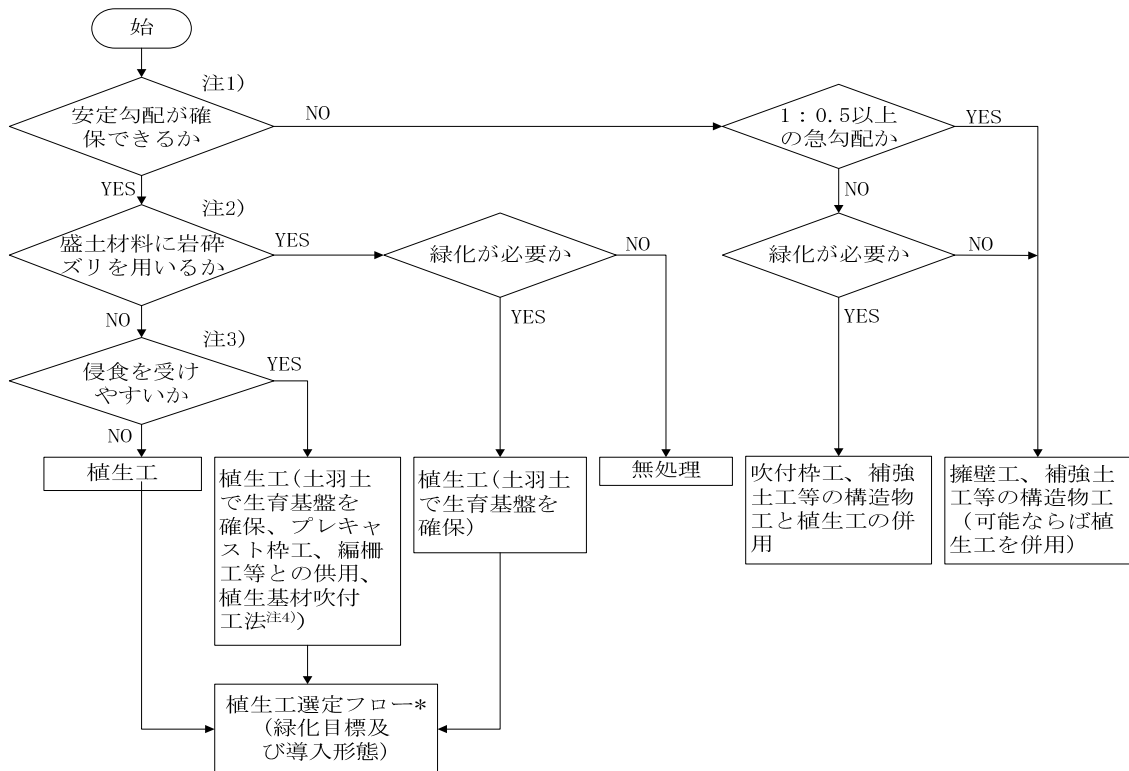 始
注1)
安定勾配が確
保できるか
NO
1:0.5以上
の急勾配か
YES
YES
NO
注2)
盛土材料に岩砕
ズリを用いるか
YES
緑化が必要か
NO
緑化が必要か
NO
NO
YES
YES
注3)
侵食を受け
やすいか
YES
NO
植生工
植生工(土羽土
で生育基盤を
確保、プレキャ
スト枠工、編柵
工等との供用、
植生基材吹付
工法注4))
植生工(土羽土
で生育基盤を
確保)
無処理
吹付枠工、補強
土工等の構造物
工と植生工の併
用
擁壁工、補強土
工等の構造物工
(可能ならば植
生工を併用)
植生工選定フロー*
(緑化目標及
び導入形態)